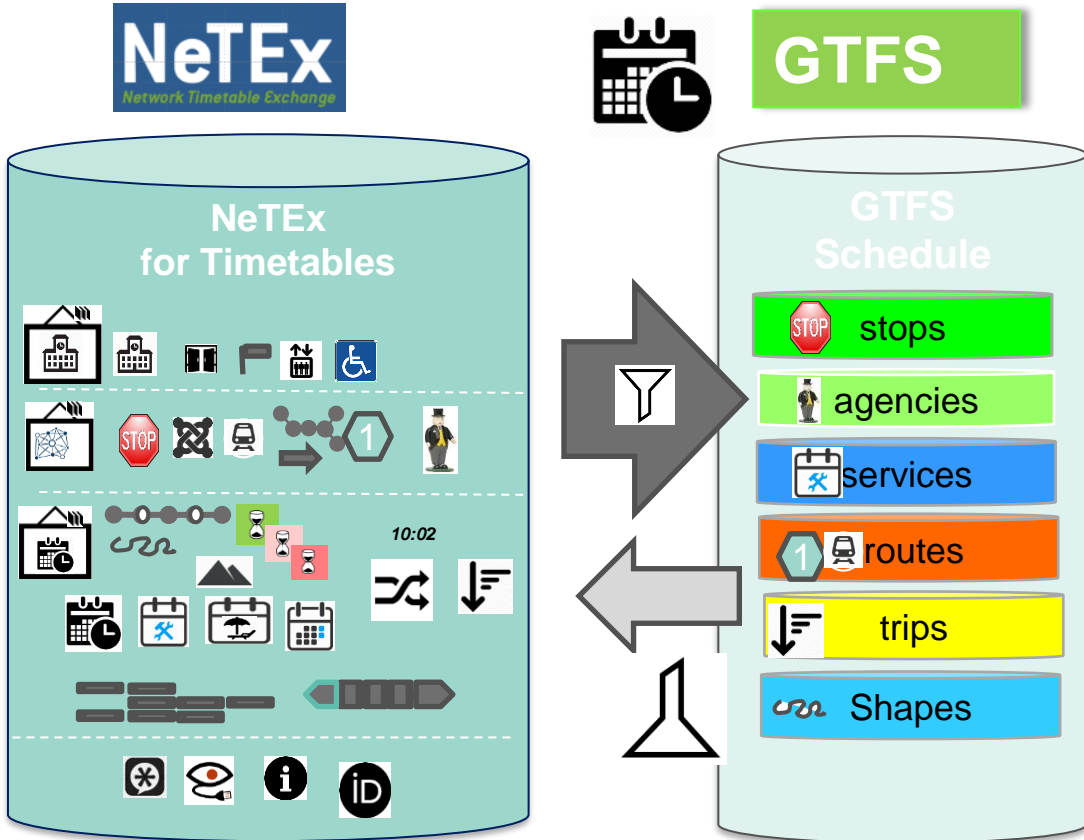 NeTEx
Network Timetable Exchange
GTFS
NeTEx
for Timetables
GTFS
Schedule
STOP
1
10:02
i
iD
STOP stops
agencies
services
1 routes
trips
Shapes